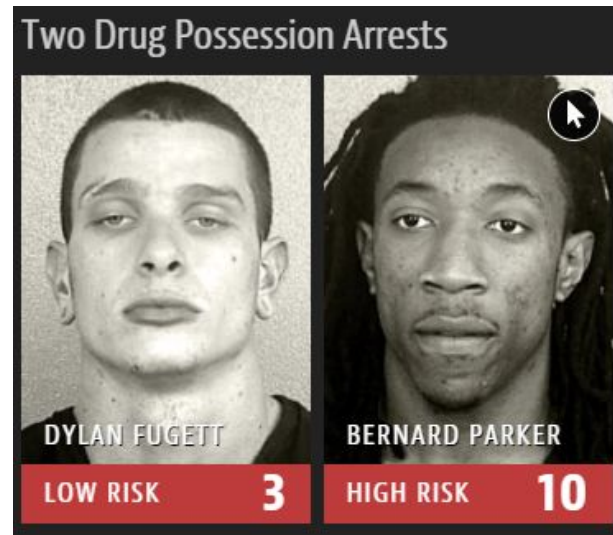 Two Drug Possession Arrests
DYLAN FUGETT
LOW RISK 3
BERNARD PARKER
HIGH RISK 10